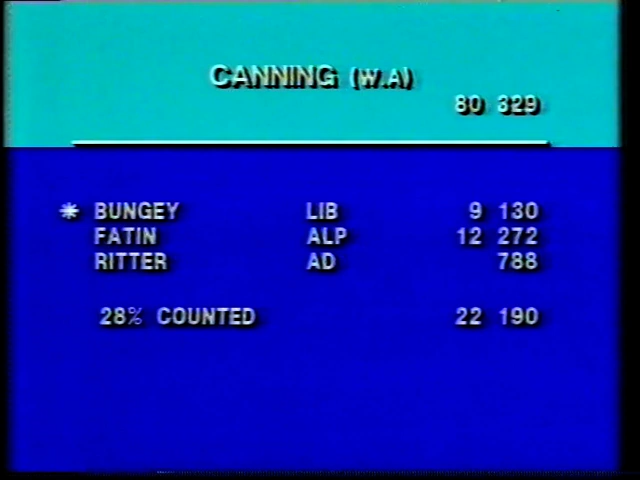 CANNING (W.A)
80 329
* BUNGEY LIB 9 130
FATIN ALP 12 272
RITTER AD 788
28% COUNTED 22 190